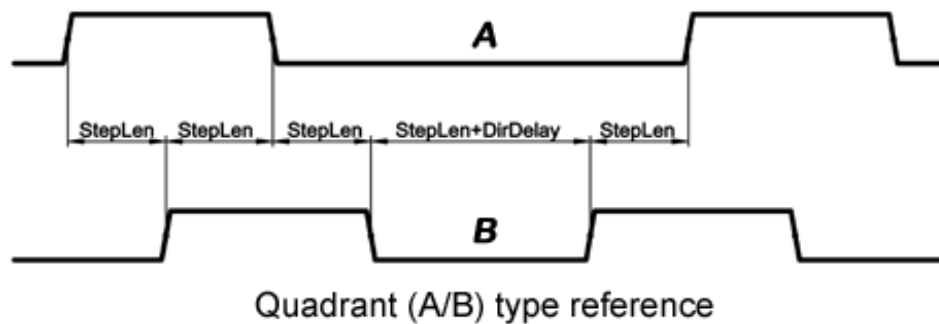 A
StepLen StepLen StepLen StepLen+DirDelay StepLen
B
Quadrant (A/B) type reference